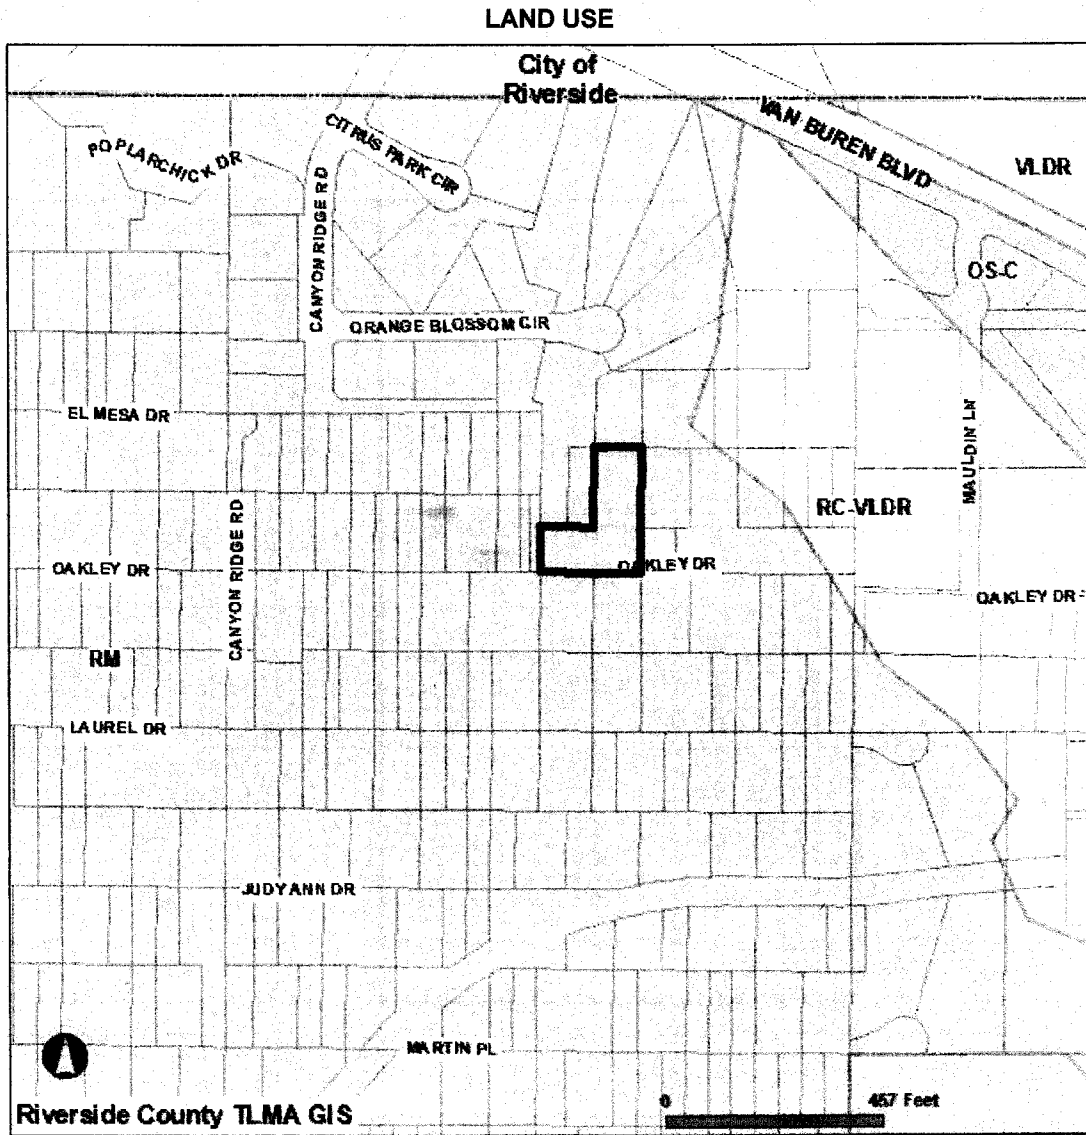 LAND USE
City of
Riverside
VAN BUREN BLVD
CITRUS PARK CIR
POPLARCHICK DR
VLDR
CANYON RIDGE RD
OS-C
ORANGE BLOSSOM CIR
EL MESA DR
MAULDIN LN
RC-VLDR
CANYON RIDGE RD
OAKLEY DR
OAKLEY DR
OAKLEY DR
RM
LAUREL DR
JUDY ANN DR
MARTIN PL
0 457 Feet
Riverside County TLMA GIS